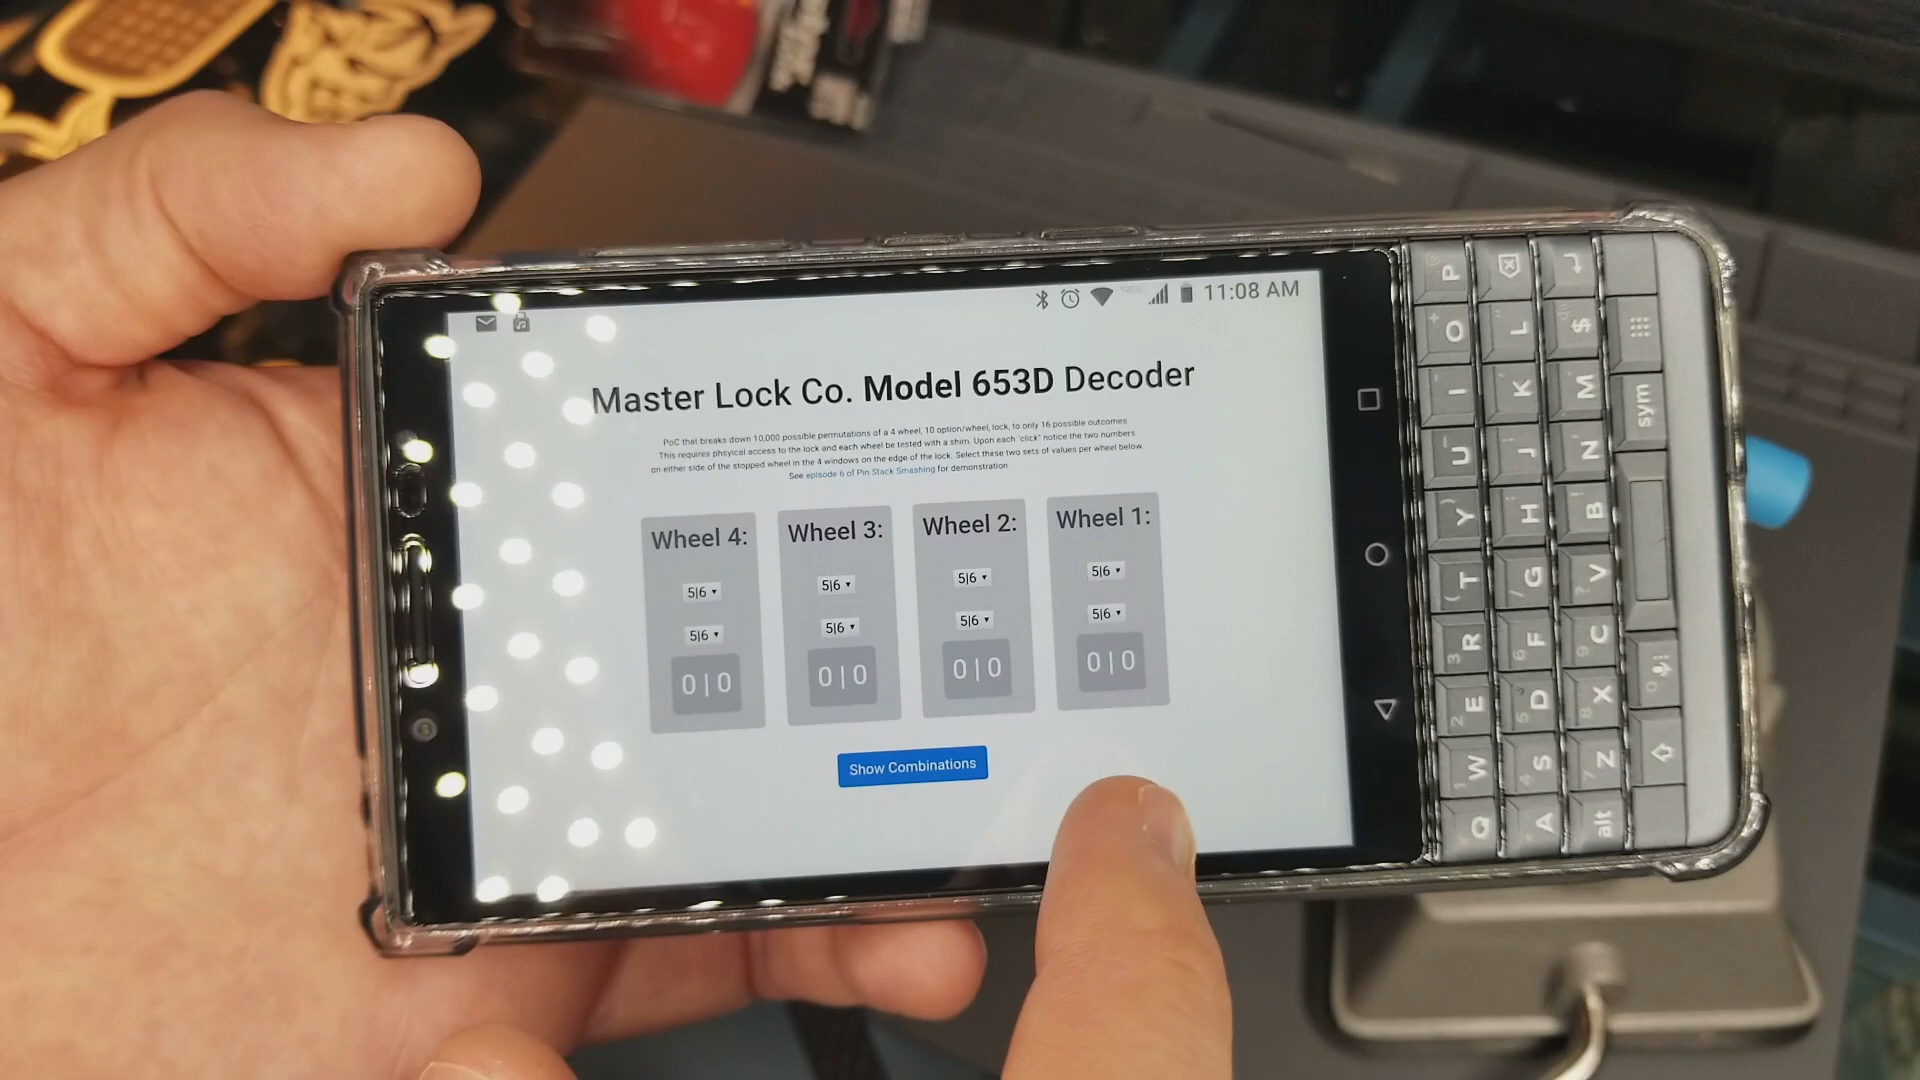 11:08 AM
Master Lock Co. Model 653D Decoder
PoC that breaks down 10,000 possible permutations of a 4 wheel, 10 option/wheel, lock, to only 16 possible outcomes.
This requires phsyical access to the lock and each wheel be tested with a shim. Upon each "click" notice the two numbers
on either side of the stopped wheel in the 4 windows on the edge of the lock. Select these two sets of values per wheel below.
See episode 6 of Pin Stack Smashing for demonstration.
Wheel 4: Wheel 3: Wheel 2: Wheel 1:
5|6 5|6 5|6 5|6
5|6 5|6 5|6 5|6
0 | 0 0 | 0 0 | 0 0 | 0
Show Combinations
Q W E R T Y U I O P
A S D F G H J K L
alt Z X C V B N M $
sym